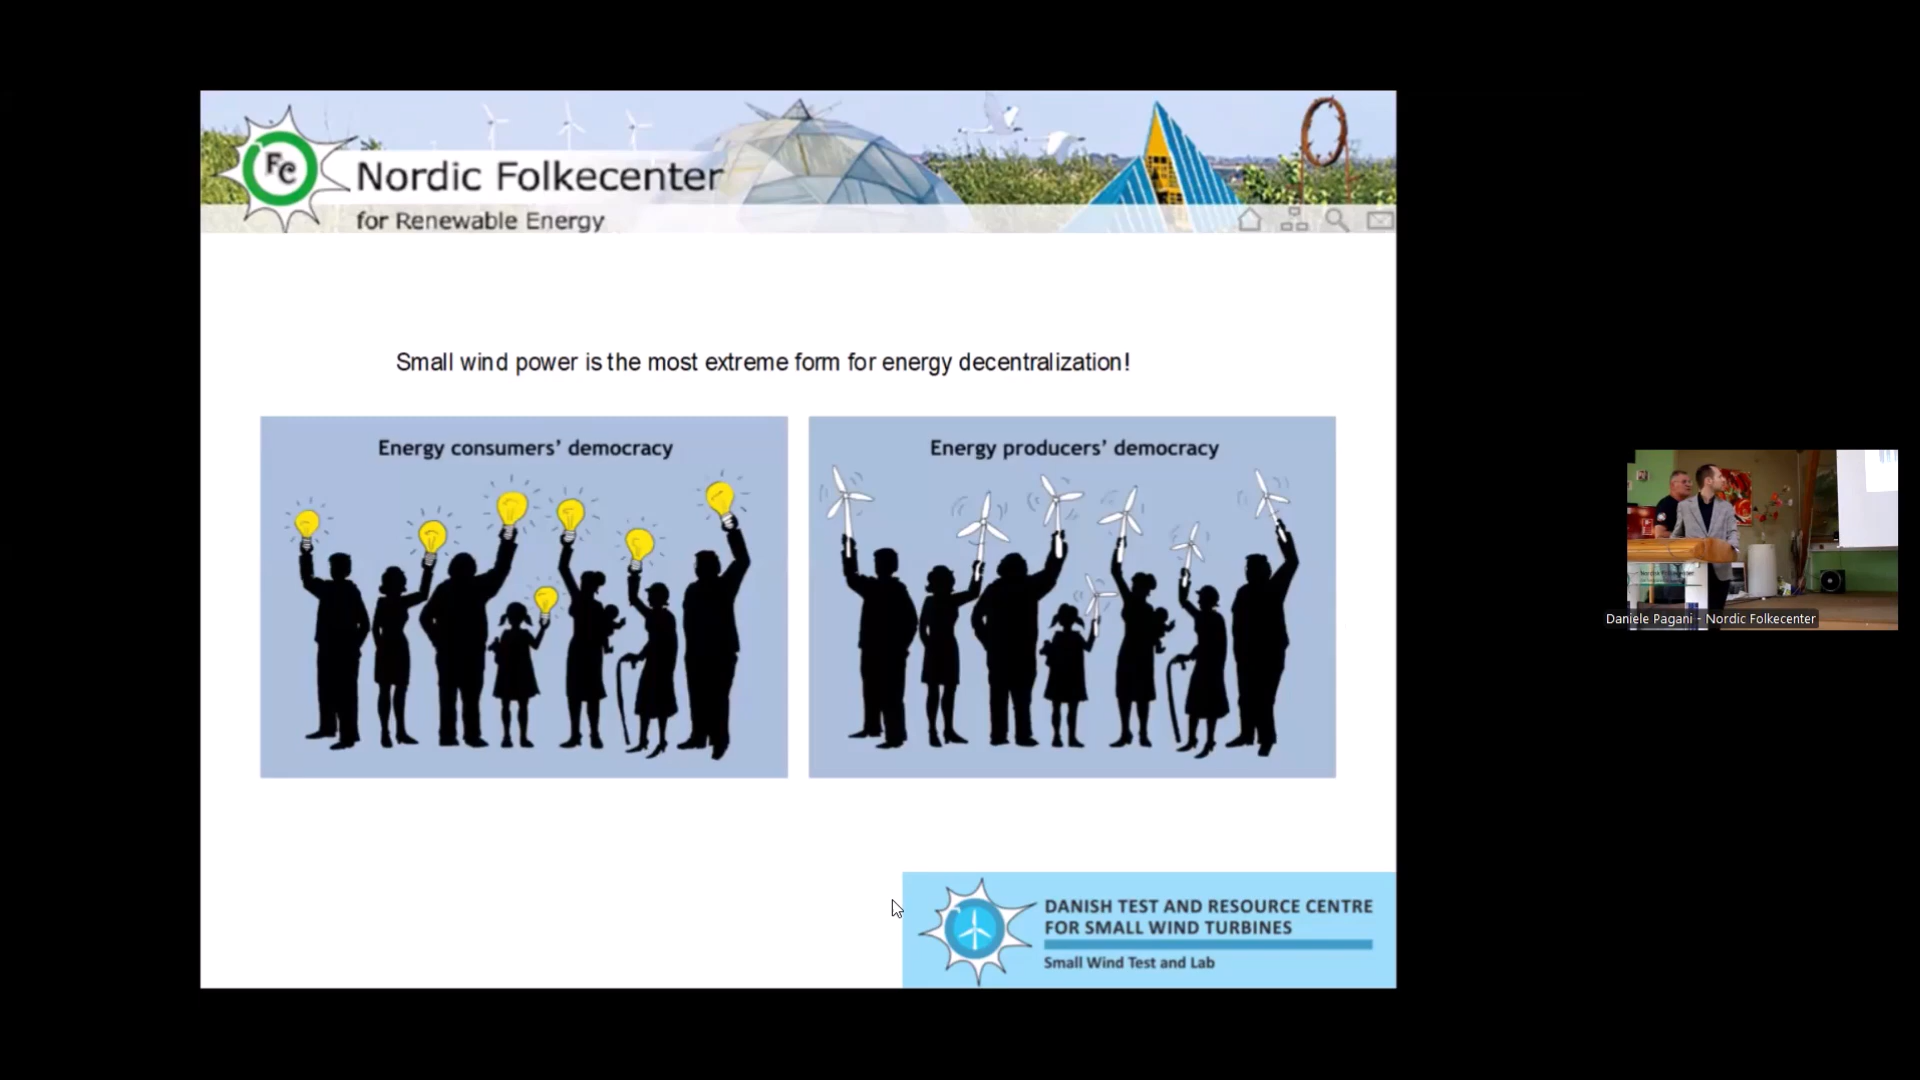 Fc
Nordic Folkecenter
for Renewable Energy
Small wind power is the most extreme form for energy decentralization!
Energy consumers’ democracy
Energy producers’ democracy
DANISH TEST AND RESOURCE CENTRE
FOR SMALL WIND TURBINES
Small Wind Test and Lab
Daniele Pagani - Nordic Folkecenter